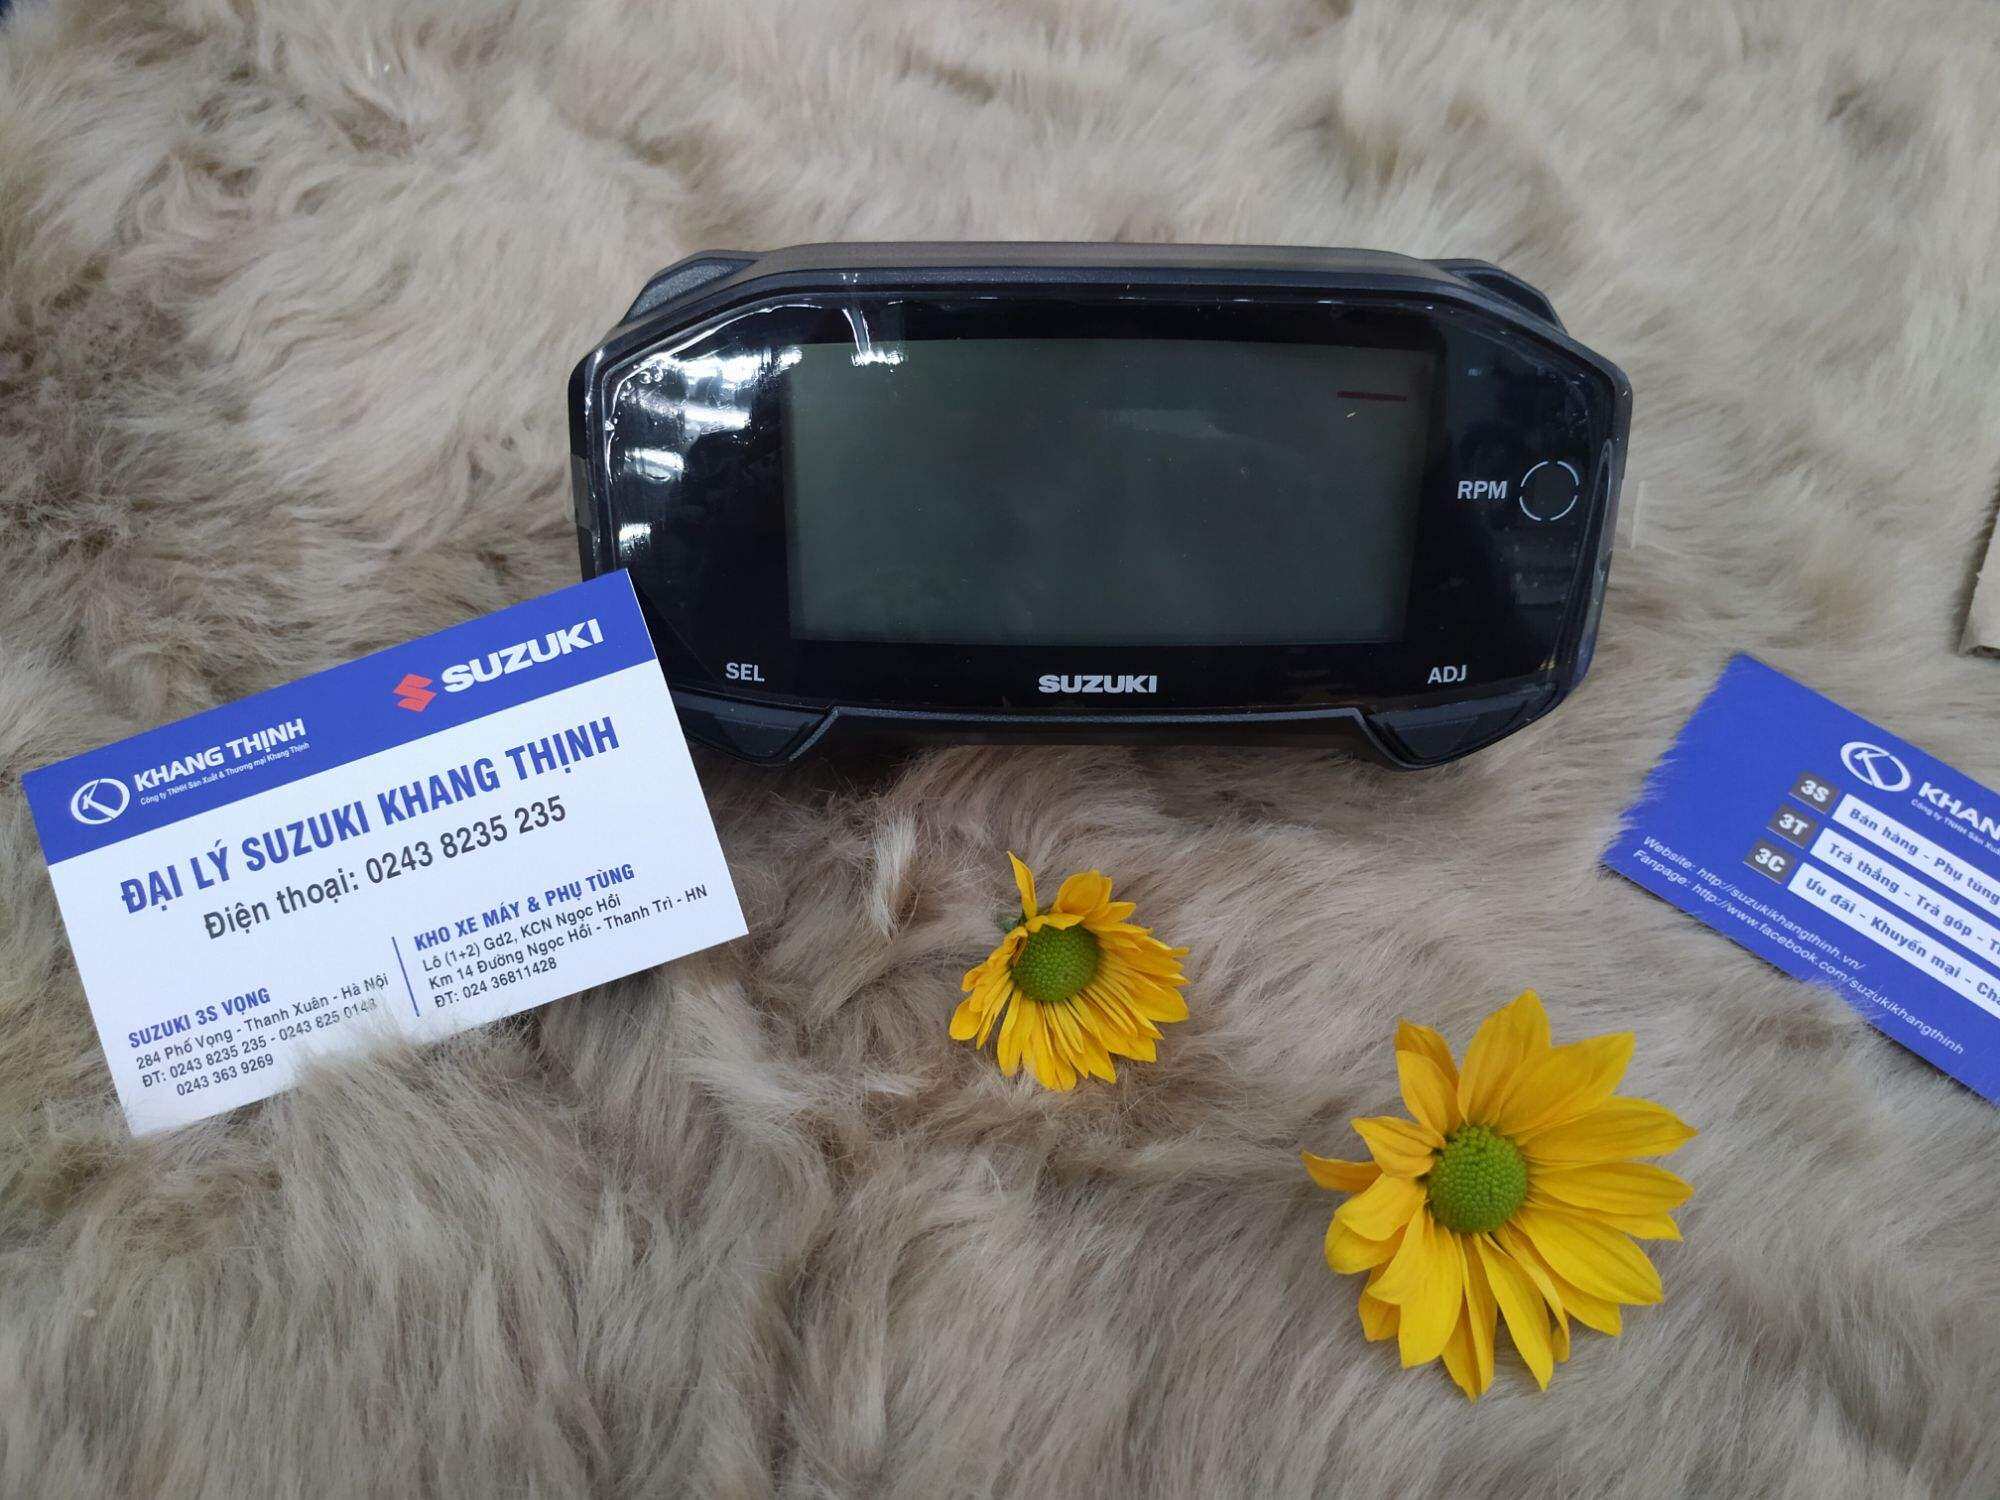 RPM
SEL
SUZUKI
ADJ
SUZUKI
KHANG THỊNH
Công ty TNHH Sản Xuất & Thương mại Khang Thịnh
ĐẠI LÝ SUZUKI KHANG THỊNH
Điện thoại: 0243 8235 235
SUZUKI 3S VỌNG
284 Phố Vọng - Thanh Xuân - Hà Nội
ĐT: 0243 8235 235 - 0243 825 0148
0243 363 9269
KHO XE MÁY & PHỤ TÙNG
Lô (1+2) Gd2, KCN Ngọc Hồi
Km 14 Đường Ngọc Hồi - Thanh Trì - HN
ĐT: 024 36811428
Công ty TNHH Sản
3S Bán hàng - Phụ tùng
3T Trả thẳng - Trả góp -
3C Ưu đãi - Khuyến mại -
Website: http://suzukikhangthinh.vn/
Fanpage: http://www.facebook.com/suzukikhangthinh